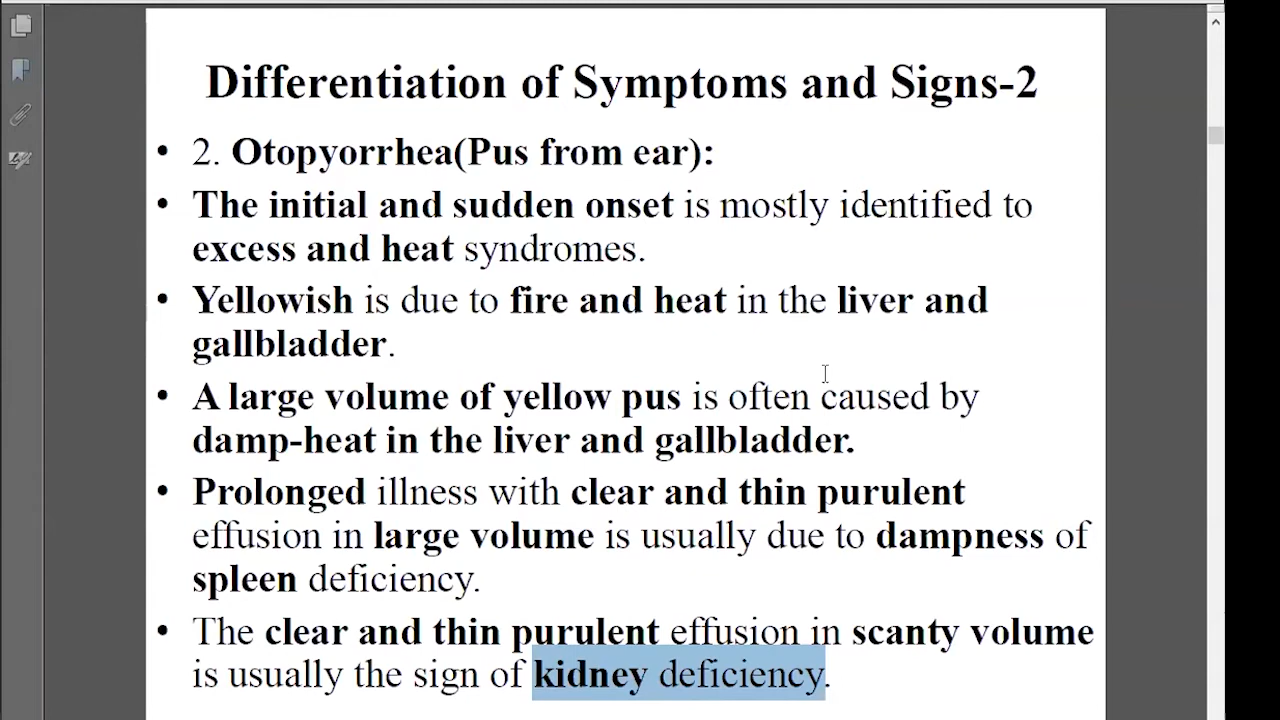 Differentiation of Symptoms and Signs-2
• 2. Otopyorrhea(Pus from ear):
• The initial and sudden onset is mostly identified to
excess and heat syndromes.
• Yellowish is due to fire and heat in the liver and
gallbladder.
• A large volume of yellow pus is often caused by
damp-heat in the liver and gallbladder.
• Prolonged illness with clear and thin purulent
effusion in large volume is usually due to dampness of
spleen deficiency.
• The clear and thin purulent effusion in scanty volume
is usually the sign of kidney deficiency.